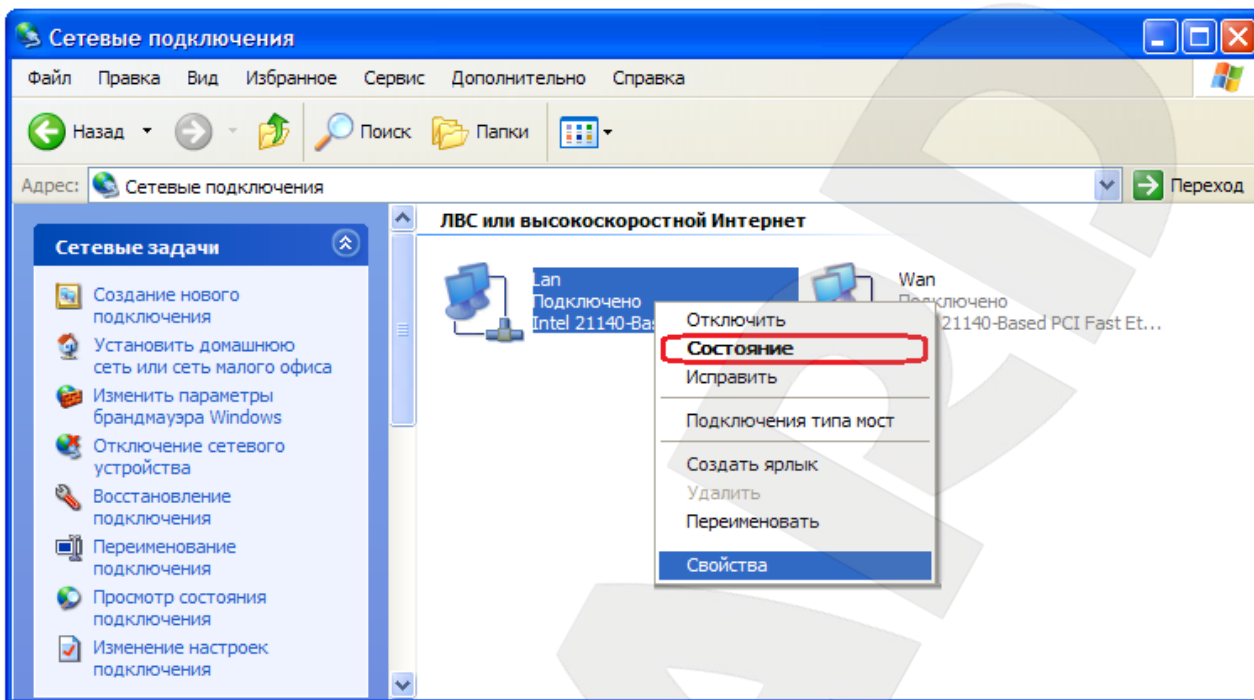 Сетевые подключения
Файл Правка Вид Избранное Сервис Дополнительно Справка
Назад Поиск Папки
Адрес: Сетевые подключения Переход
Сетевые задачи
Создание нового
подключения
Установить домашнюю
сеть или сеть малого офиса
Изменить параметры
брандмауэра Windows
Отключение сетевого
устройства
Восстановление
подключения
Переименование
подключения
Просмотр состояния
подключения
Изменение настроек
подключения
ЛВС или высокоскоростной Интернет
Lan
Подключено
Intel 21140-Ba
Wan
Подключено
21140-Based PCI Fast Et...
Отключить
Состояние
Исправить
Подключения типа мост
Создать ярлык
Удалить
Переименовать
Свойства